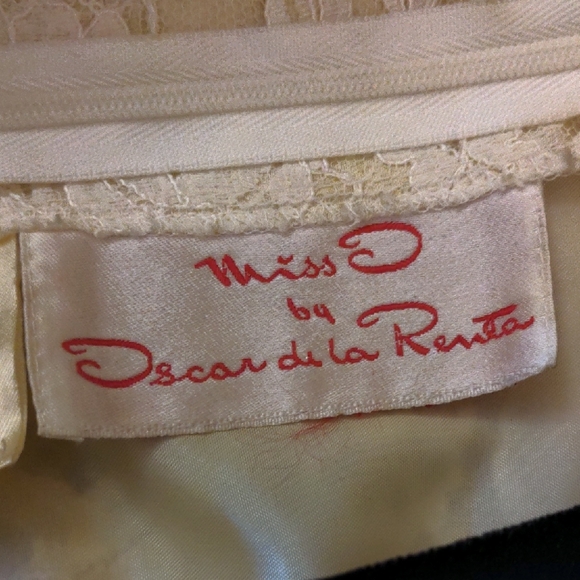 Miss O
by
Oscar de la Renta